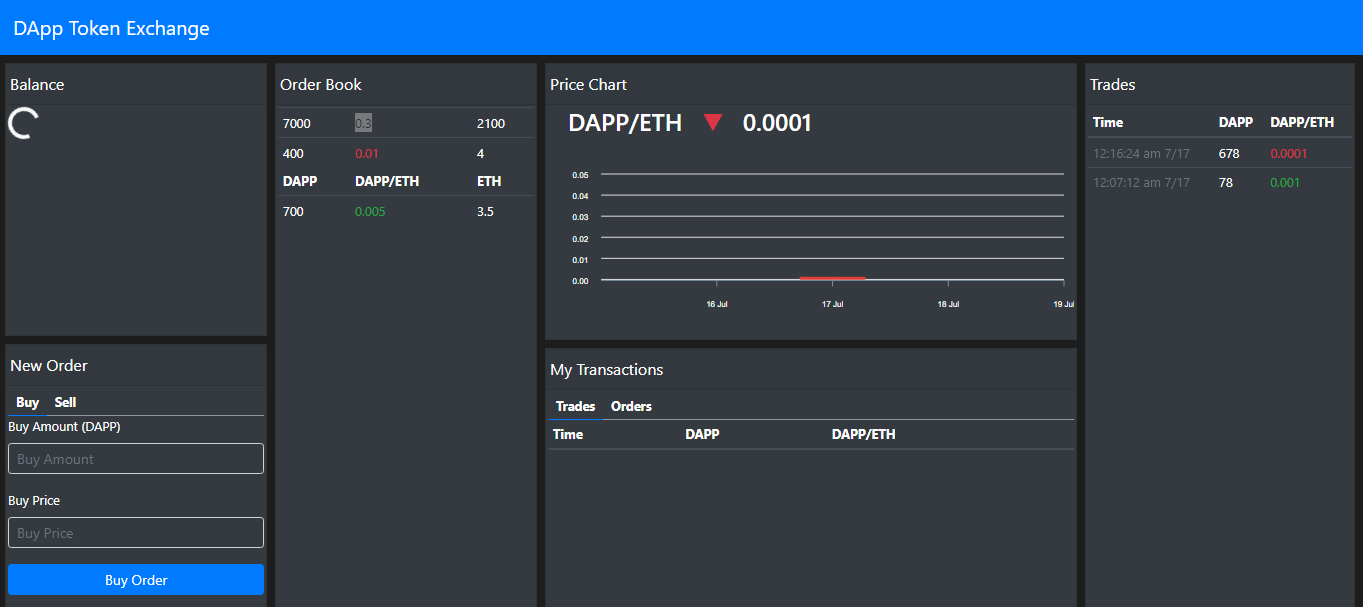 DApp Token Exchange
Balance
New Order
Buy Sell
Buy Amount (DAPP)
Buy Amount
Buy Price
Buy Price
Buy Order
Order Book
7000 0.3 2100
400 0.01 4
DAPP DAPP/ETH ETH
700 0.005 3.5
Price Chart
DAPP/ETH ▼ 0.0001
0.05
0.04
0.03
0.02
0.01
0.00
16 Jul 17 Jul 18 Jul 19 Jul
My Transactions
Trades Orders
Time DAPP DAPP/ETH
Trades
Time DAPP DAPP/ETH
12:16:24 am 7/17 678 0.0001
12:07:12 am 7/17 78 0.001